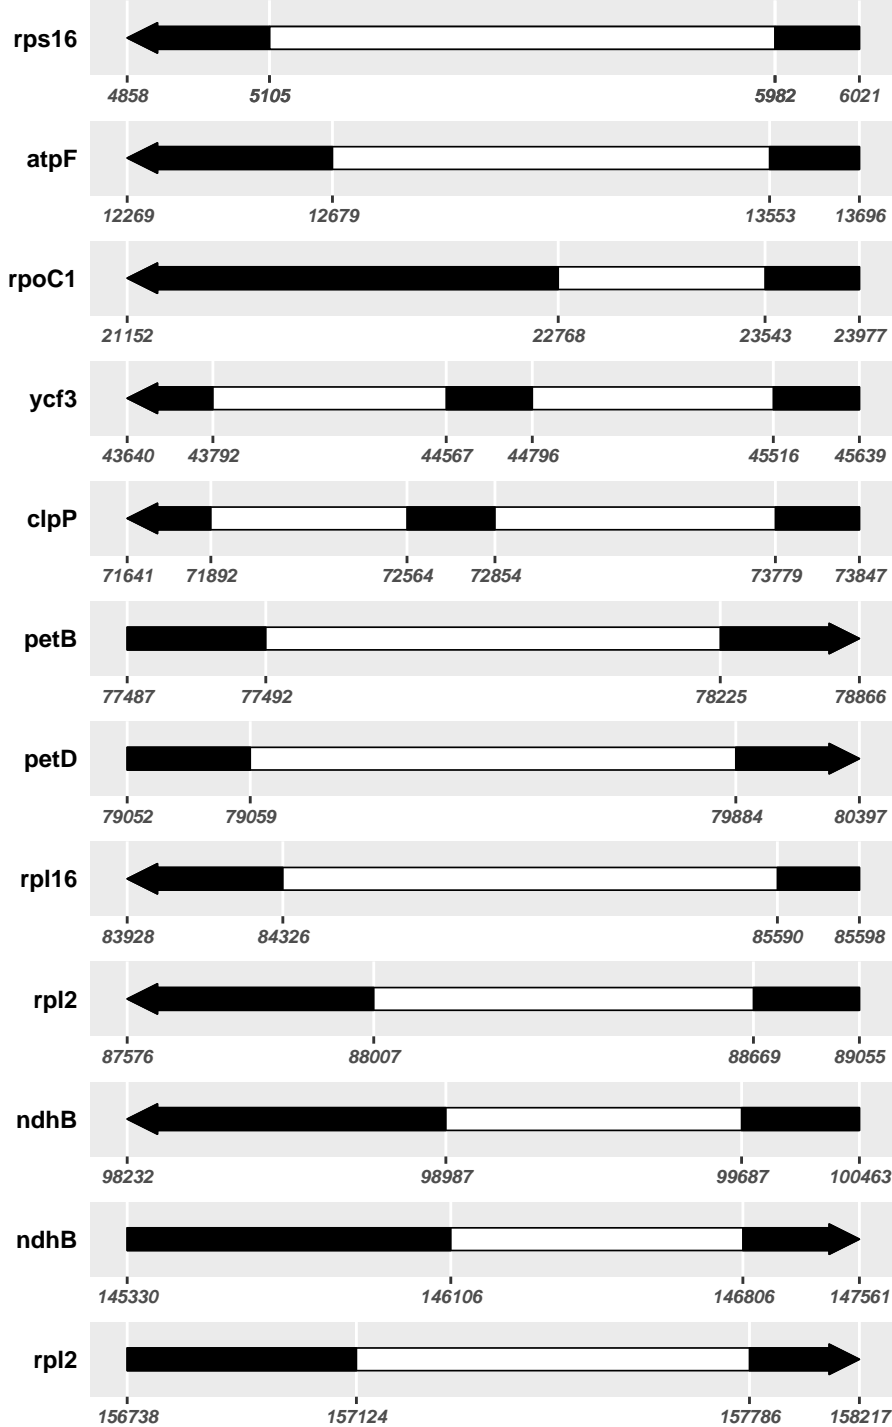 rps16
4858 5105 5982 6021
atpF
12269 12679 13553 13696
rpoC1
21152 22768 23543 23977
ycf3
43640 43792 44567 44796 45516 45639
clpP
71641 71892 72564 72854 73779 73847
petB
77487 77492 78225 78866
petD
79052 79059 79884 80397
rpl16
83928 84326 85590 85598
rpl2
87576 88007 88669 89055
ndhB
98232 98987 99687 100463
ndhB
145330 146106 146806 147561
rpl2
156738 157124 157786 158217